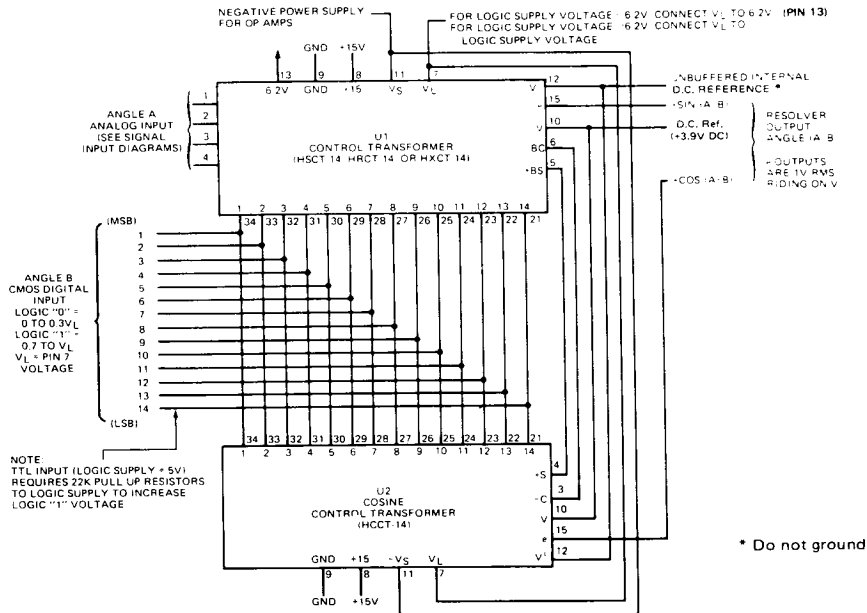 NEGATIVE POWER SUPPLY
FOR OP AMPS
FOR LOGIC SUPPLY VOLTAGE 6.2V CONNECT VL TO 6.2V (PIN 13)
FOR LOGIC SUPPLY VOLTAGE 6.2V CONNECT VL TO
LOGIC SUPPLY VOLTAGE
GND +15V
13 9 8 11 7
6.2V GND +15 VS VL
12 V
15
10 V
6 BC
5 +BS
UNBUFFERED INTERNAL
D.C. REFERENCE *
SIN (A-B)
D.C. Ref.
(+3.9V DC)
COS (A-B)
RESOLVER
OUTPUT
ANGLE (A-B)
OUTPUTS
ARE 1V RMS
RIDING ON V
ANGLE A
ANALOG INPUT
(SEE SIGNAL
INPUT DIAGRAMS)
1
2
3
4
U1
CONTROL TRANSFORMER
(HSCT 14 HRCT 14 OR HXCT 14)
1 2 3 4 5 6 7 8 9 10 11 12 13 14
34 33 32 31 30 29 28 27 26 25 24 23 22 21
(MSB)
1
2
3
4
5
6
7
8
9
10
11
12
13
14
(LSB)
ANGLE B
CMOS DIGITAL
INPUT
LOGIC "0" =
0 TO 0.3VL
LOGIC "1"
0.7 TO VL
VL = PIN 7
VOLTAGE
NOTE:
TTL INPUT (LOGIC SUPPLY + 5V)
REQUIRES 22K PULL UP RESISTORS
TO LOGIC SUPPLY TO INCREASE
LOGIC "1" VOLTAGE
34 33 32 31 30 29 28 27 26 25 24 23 22 21
1 2 3 4 5 6 7 8 9 10 11 12 13 14
U2
COSINE
CONTROL TRANSFORMER
(HCCT-14)
+S 4
-C 3
V 10
e 15
V' 12
GND +15 -VS VL
9 8 11 7
GND +15V
* Do not ground